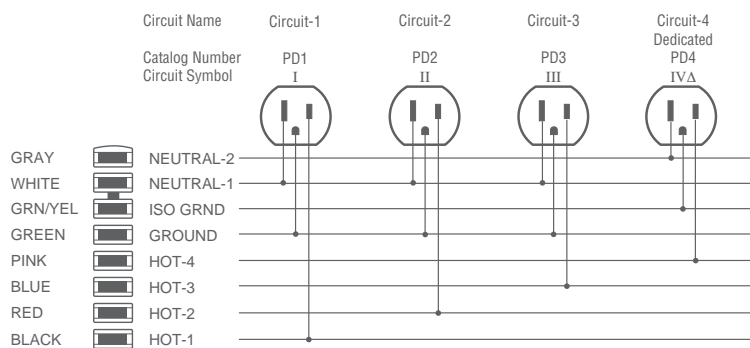 Circuit Name Circuit-1 Circuit-2 Circuit-3 Circuit-4
Dedicated
Catalog Number PD1 PD2 PD3 PD4
Circuit Symbol I II III IVΔ
GRAY NEUTRAL-2
WHITE NEUTRAL-1
GRN/YEL ISO GRND
GREEN GROUND
PINK HOT-4
BLUE HOT-3
RED HOT-2
BLACK HOT-1